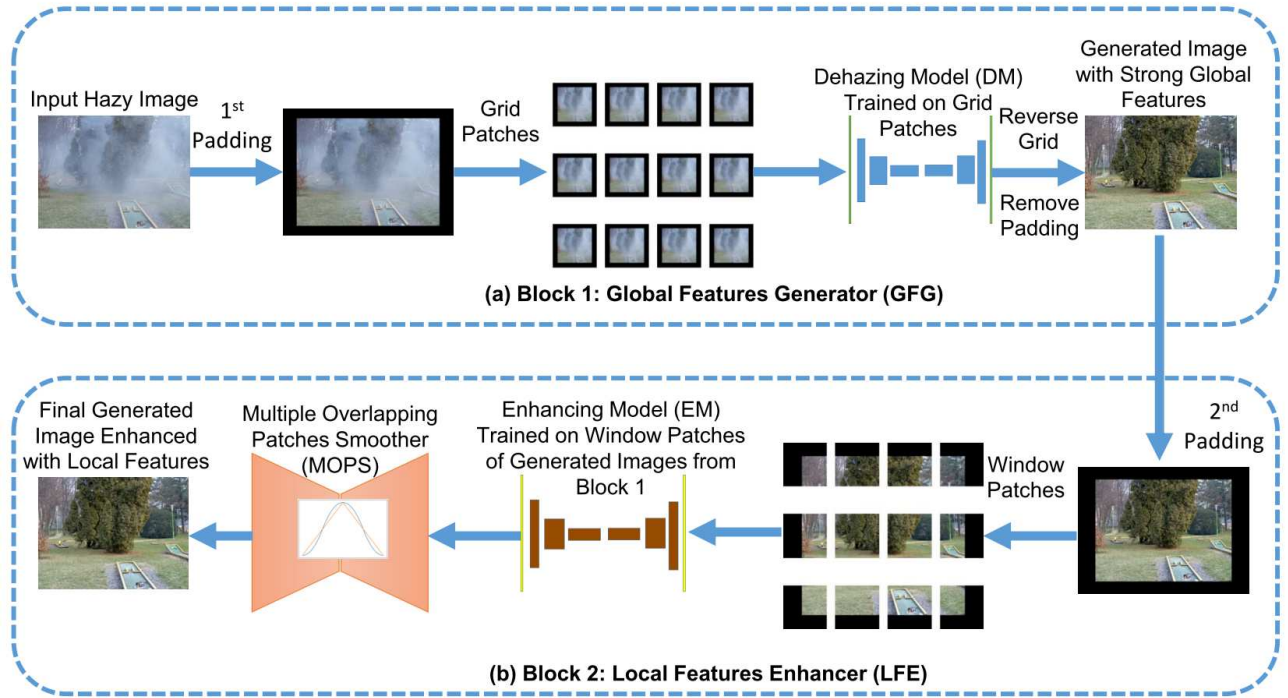 Input Hazy Image
1st
Padding
Grid
Patches
Dehazing Model (DM)
Trained on Grid
Patches
Reverse
Grid
Remove
Padding
Generated Image
with Strong Global
Features
(a) Block 1: Global Features Generator (GFG)
2nd
Padding
Window
Patches
Enhancing Model (EM)
Trained on Window Patches
of Generated Images from
Block 1
Multiple Overlapping
Patches Smoother
(MOPS)
Final Generated
Image Enhanced
with Local Features
(b) Block 2: Local Features Enhancer (LFE)